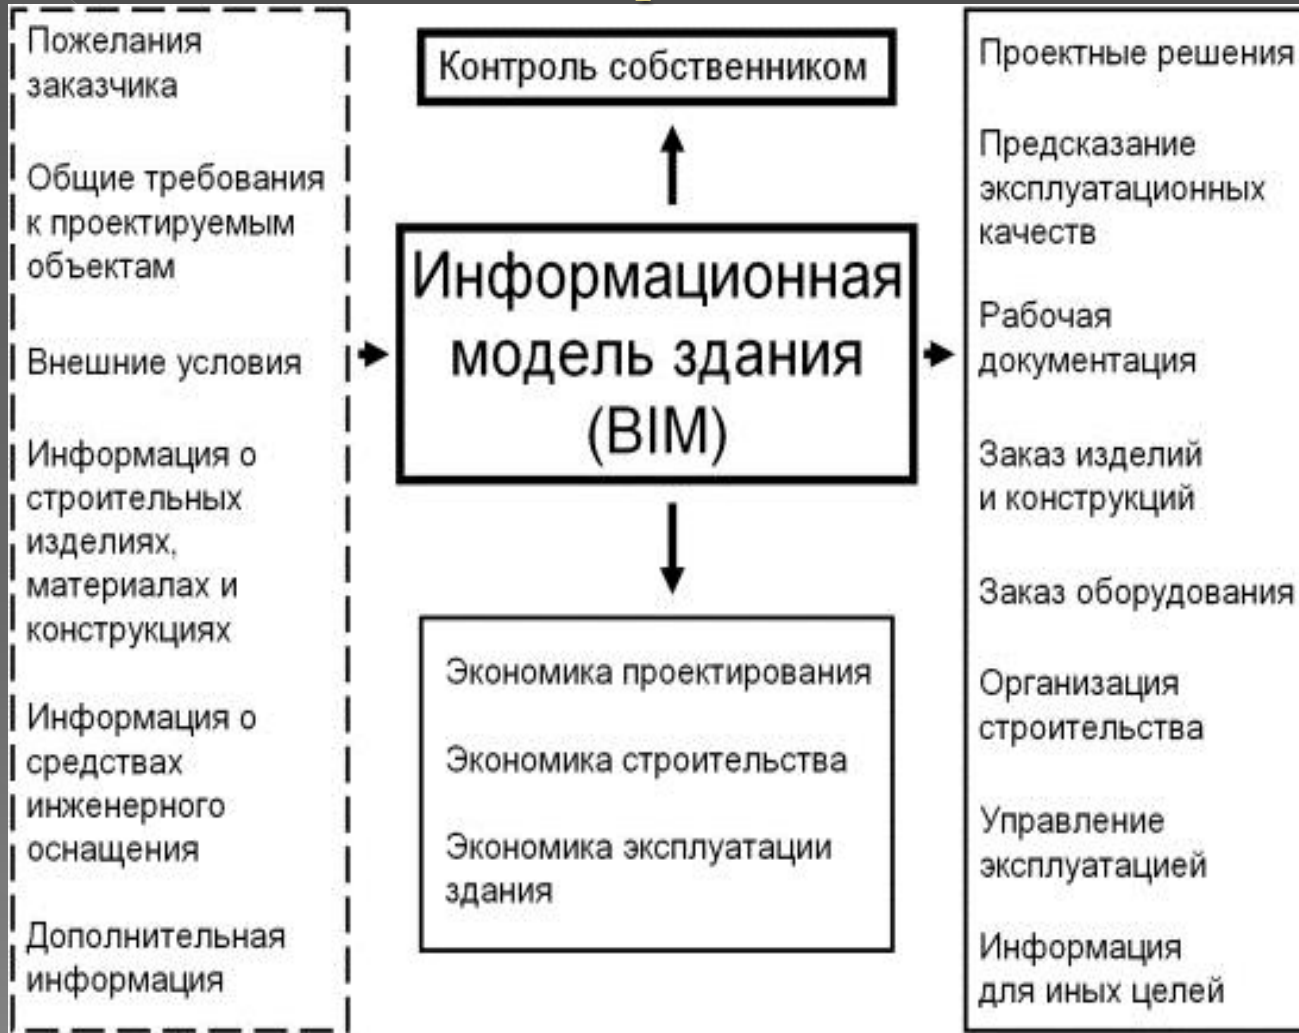 Пожелания
заказчика
Общие требования
к проектируемым
объектам
Внешние условия
Информация о
строительных
изделиях,
материалах и
конструкциях
Информация о
средствах
инженерного
оснащения
Дополнительная
информация
Контроль собственником
Информационная
модель здания
(BIM)
Экономика проектирования
Экономика строительства
Экономика эксплуатации
здания
Проектные решения
Предсказание
эксплуатационных
качеств
Рабочая
документация
Заказ изделий
и конструкций
Заказ оборудования
Организация
строительства
Управление
эксплуатацией
Информация
для иных целей